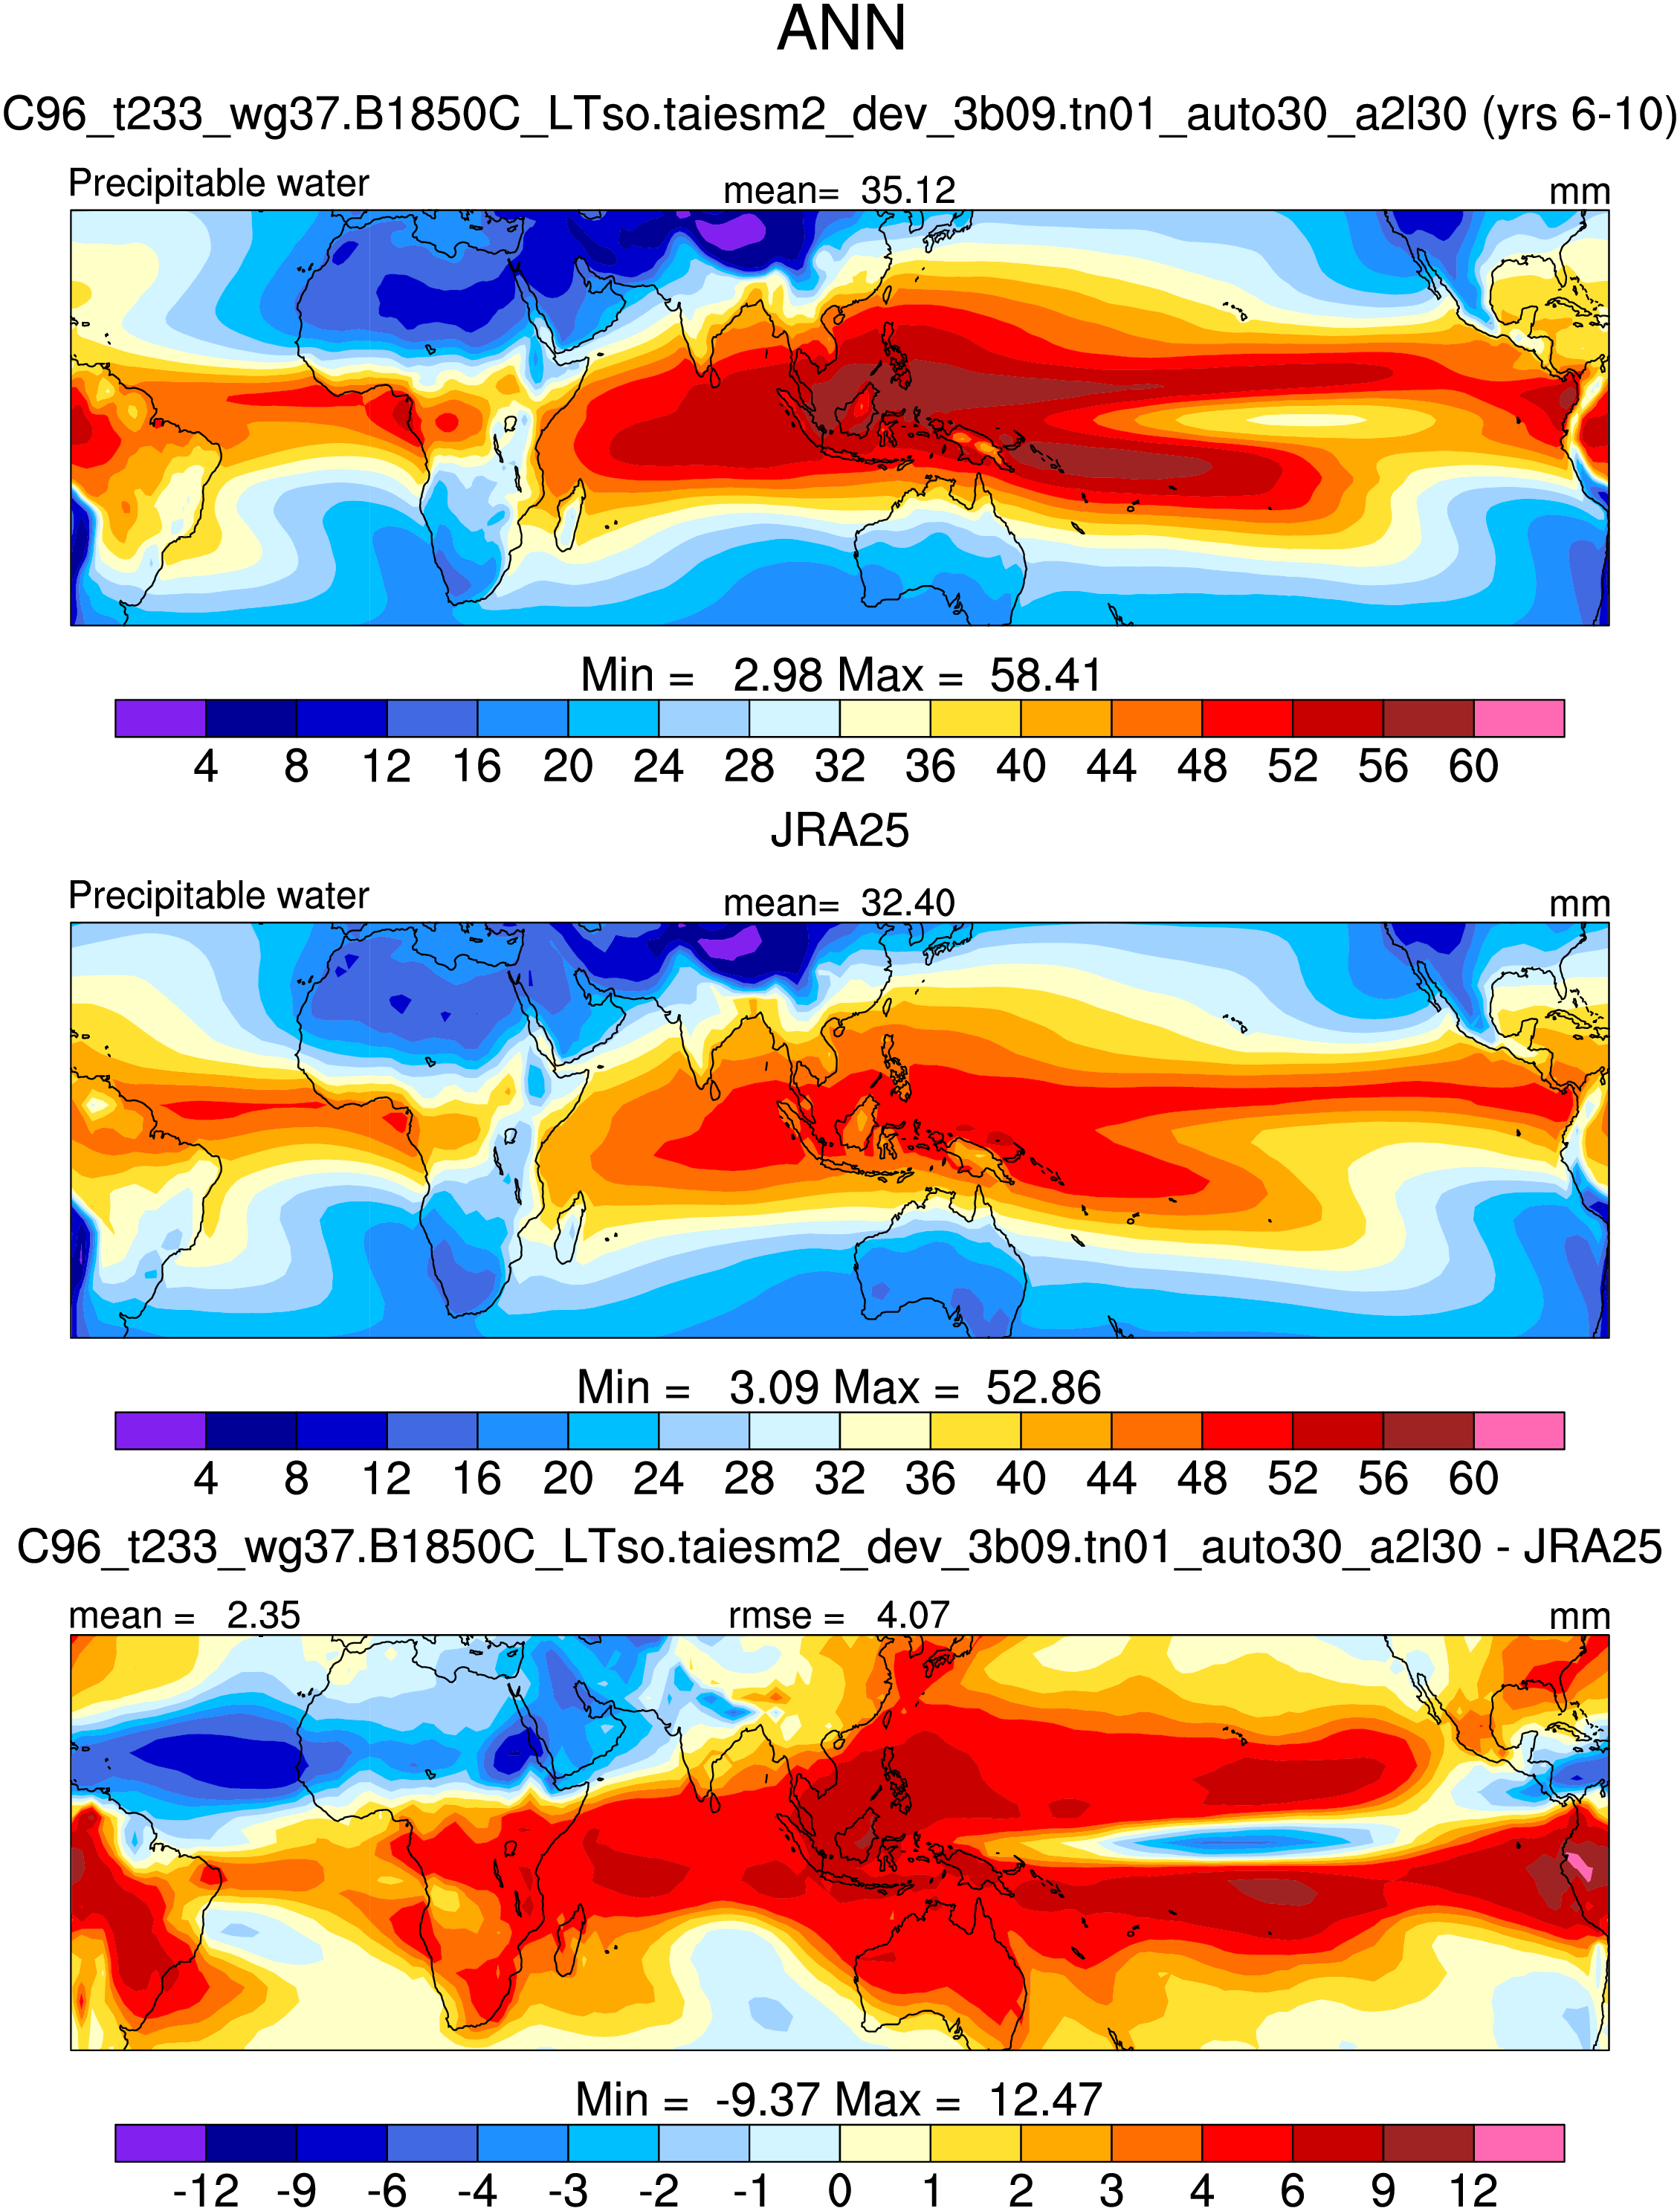 ANN
C96_t233_wg37.B1850C_LTso.taiesm2_dev_3b09.tn01_auto30_a2l30 (yrs 6-10)
Precipitable water mean= 35.12 mm
Min = 2.98 Max = 58.41
4 8 12 16 20 24 28 32 36 40 44 48 52 56 60
JRA25
Precipitable water mean= 32.40 mm
Min = 3.09 Max = 52.86
4 8 12 16 20 24 28 32 36 40 44 48 52 56 60
C96_t233_wg37.B1850C_LTso.taiesm2_dev_3b09.tn01_auto30_a2l30 - JRA25
mean = 2.35 rmse = 4.07 mm
Min = -9.37 Max = 12.47
-12 -9 -6 -4 -3 -2 -1 0 1 2 3 4 6 9 12